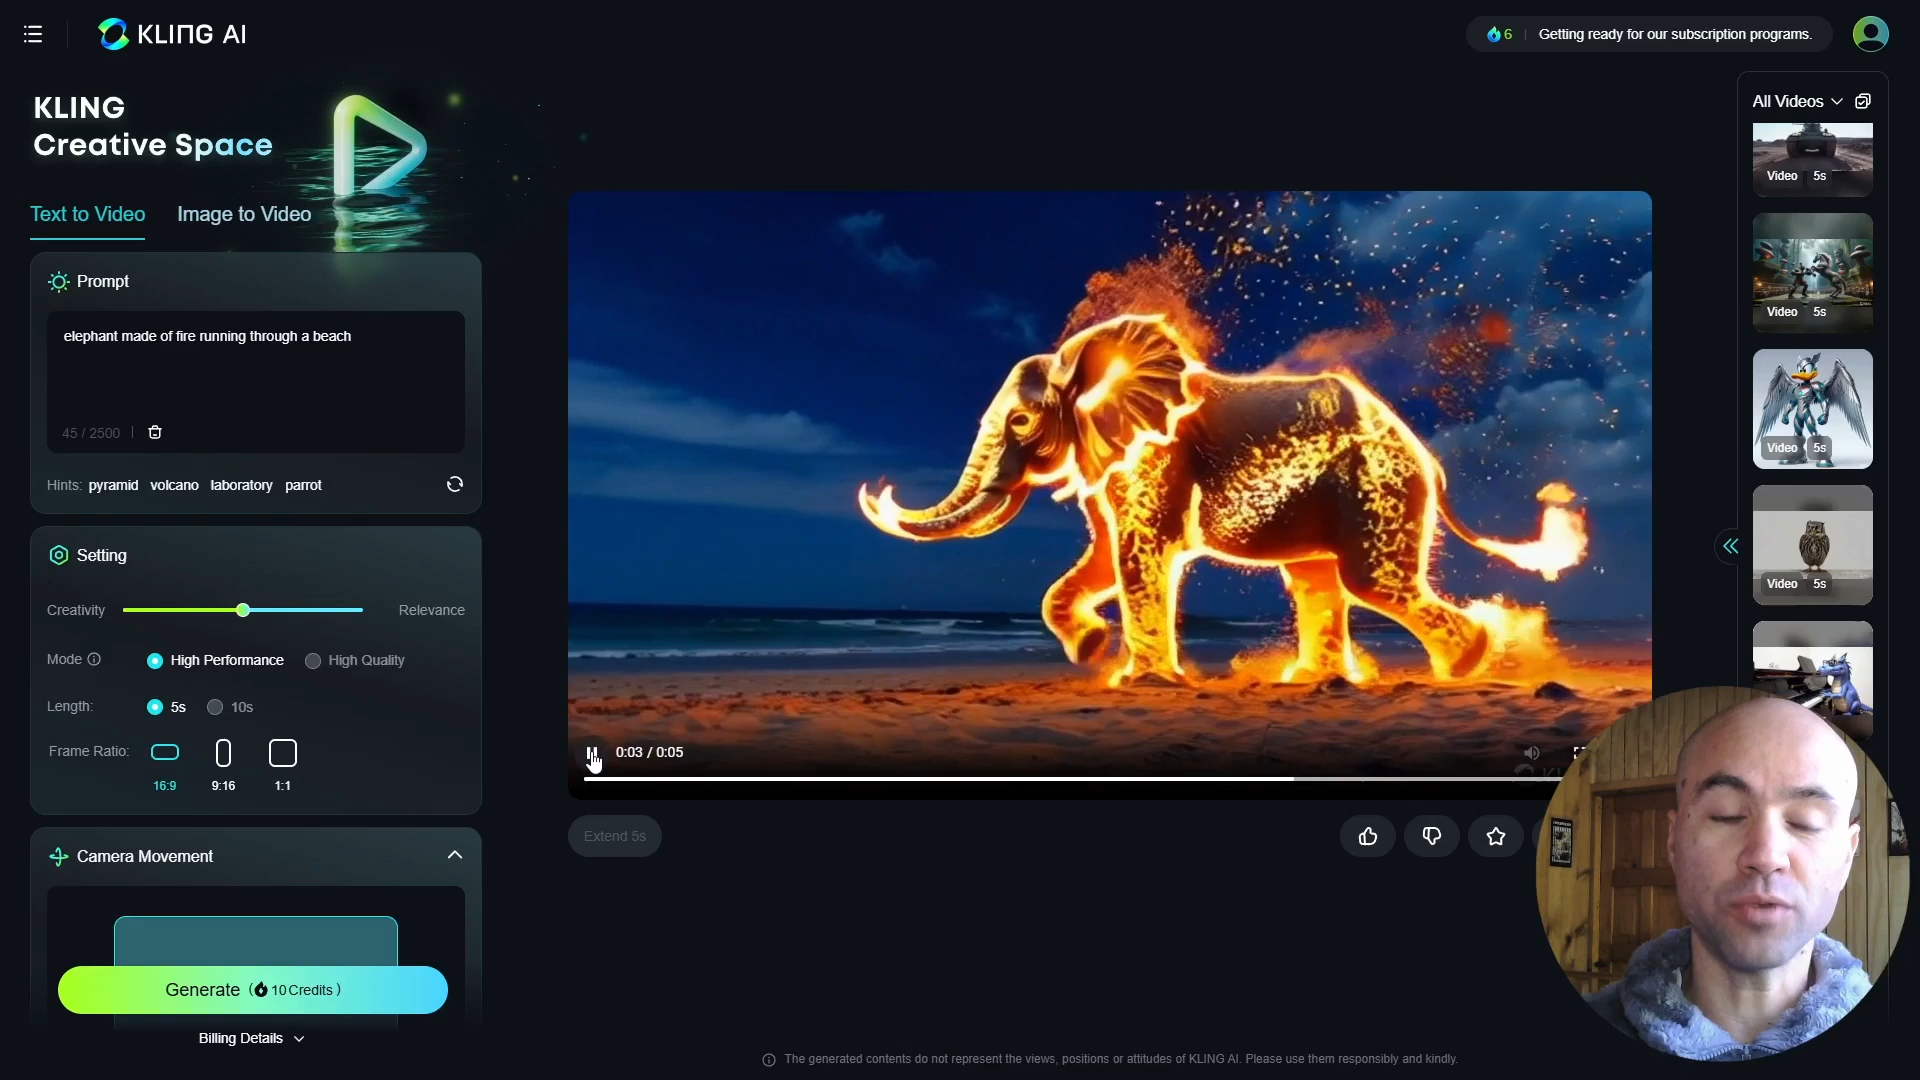 KLING AI
6
Getting ready for our subscription programs.
KLING
Creative Space
Text to Video
Image to Video
Prompt
elephant made of fire running through a beach
45 / 2500
Hints: pyramid volcano laboratory parrot
Setting
Creativity
Relevance
Mode
High Performance
High Quality
Length:
5s
10s
Frame Ratio:
16:9
9:16
1:1
Camera Movement
Generate ( 10 Credits )
Billing Details
0:03 / 0:05
Extend 5s
The generated contents do not represent the views, positions or attitudes of KLING AI. Please use them responsibly and kindly.
All Videos
Video 5s
Video 5s
Video 5s
Video 5s